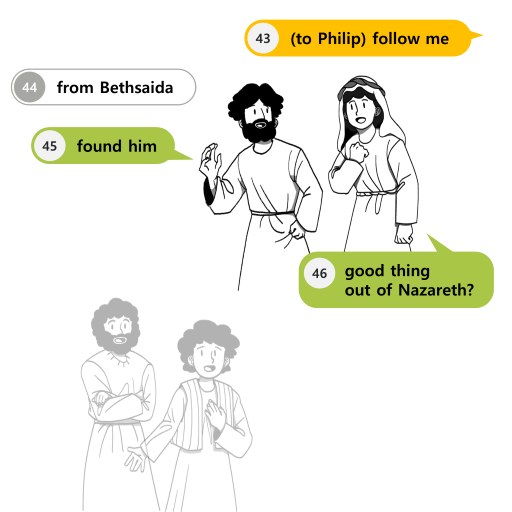 43 (to Philip) follow me
44 from Bethsaida
45 found him
46 good thing
out of Nazareth?